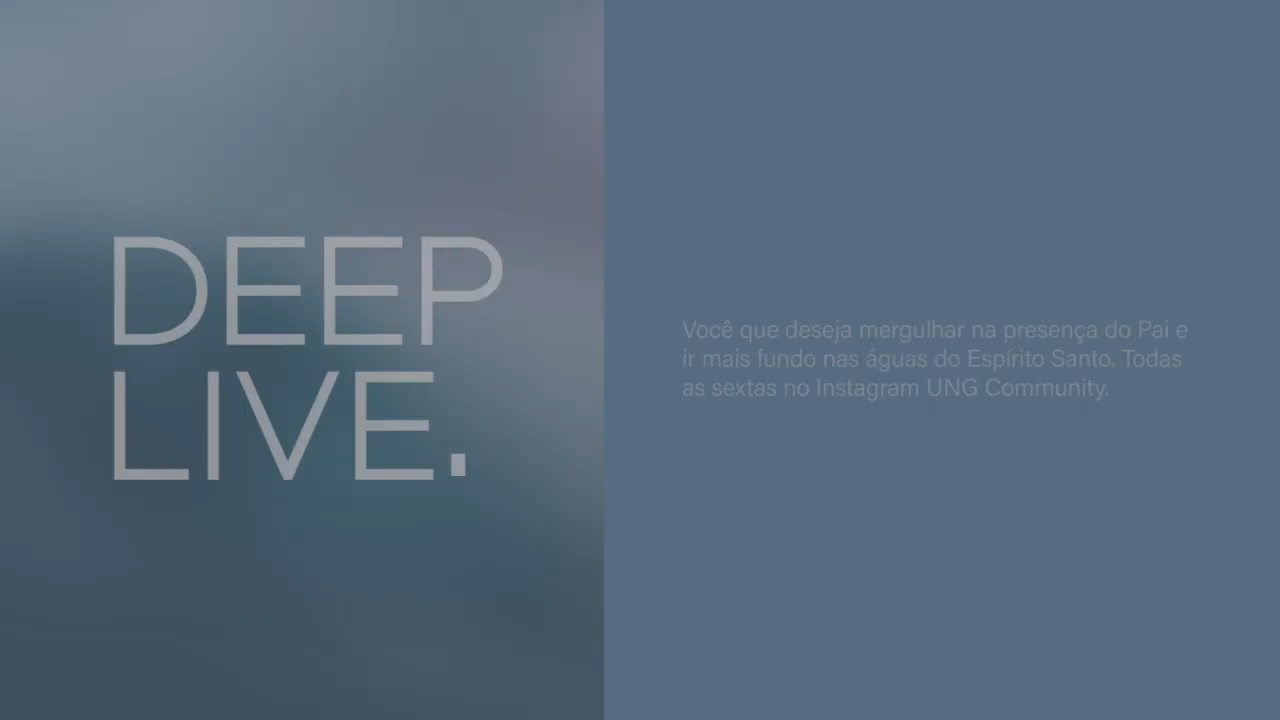 DEEP
LIVE.
Você que deseja mergulhar na presença do Pai e
ir mais fundo nas águas do Espírito Santo. Todas
as sextas no Instagram UNG Community.